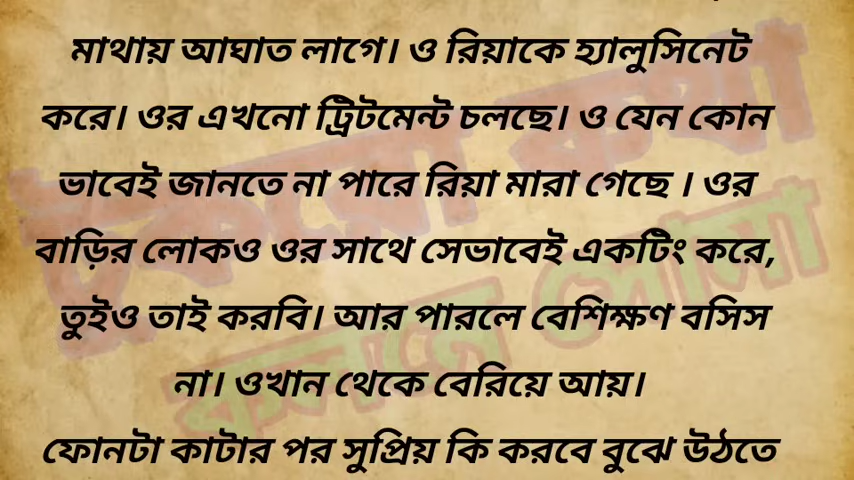 মাথায় আঘাত লাগে। ও রিয়াকে হ্যালুসিনেট
করে। ওর এখনো ট্রিটমেন্ট চলছে। ও যেন কোন
ভাবেই জানতে না পারে রিয়া মারা গেছে । ওর
বাড়ির লোকও ওর সাথে সেভাবেই একটিং করে,
তুইও তাই করবি। আর পারলে বেশিক্ষণ বসিস
না। ওখান থেকে বেরিয়ে আয়।
ফোনটা কাটার পর সুপ্রিয় কি করবে বুঝে উঠতে